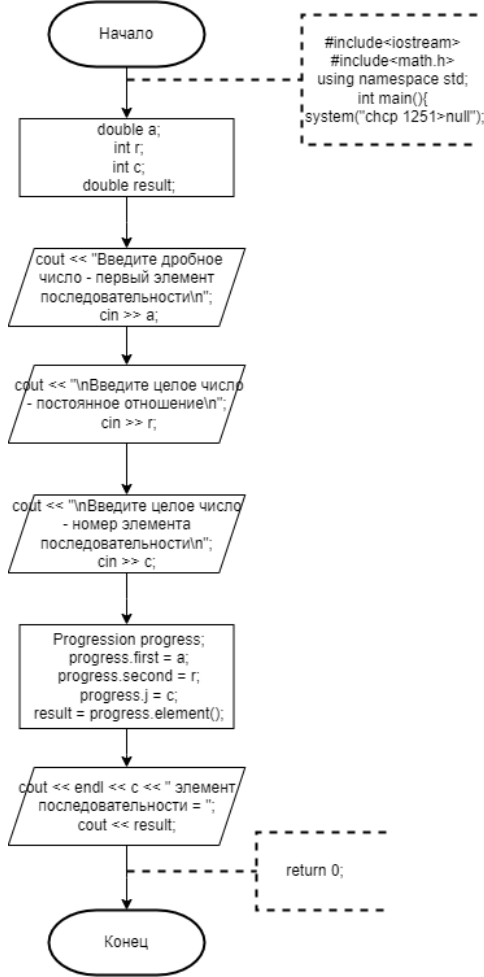 Начало
#include<iostream>
#include<math.h>
using namespace std;
int main(){
system("chcp 1251>null");
double a;
int r;
int c;
double result;
cout << "Введите дробное
число - первый элемент
последовательности\n";
cin >> a;
cout << "\nВведите целое число
- постоянное отношение\n";
cin >> r;
cout << "\nВведите целое число
- номер элемента
последовательности\n";
cin >> c;
Progression progress;
progress.first = a;
progress.second = r;
progress.j = c;
result = progress.element();
cout << endl << c << " элемент
последовательности = ";
cout << result;
return 0;
Конец